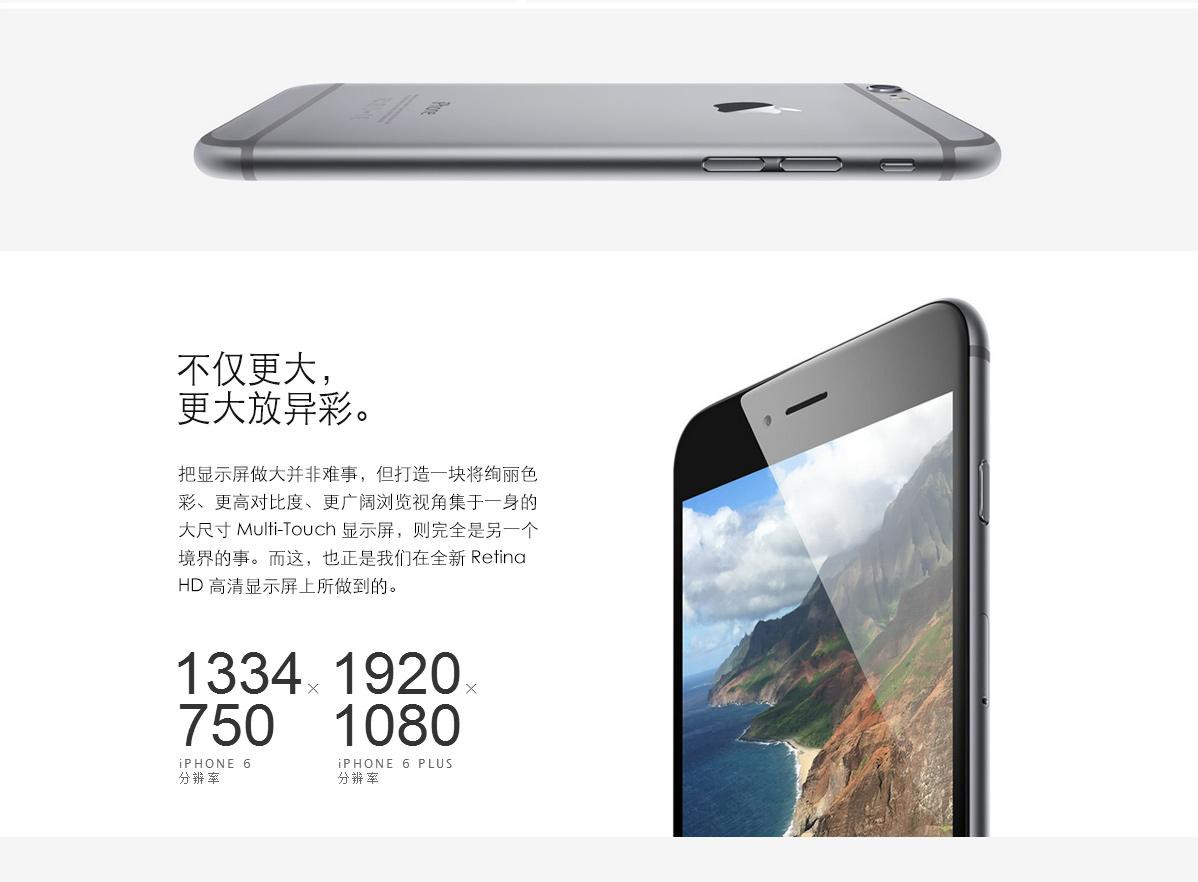 iPhone
不仅更大，
更大放异彩。
把显示屏做大并非难事，但打造一块将绚丽色
彩、更高对比度、更广阔浏览视角集于一身的
大尺寸 Multi-Touch 显示屏，则完全是另一个
境界的事。而这，也正是我们在全新 Retina
HD 高清显示屏上所做到的。
1334 × 1920 ×
750 1080
iPHONE 6 iPHONE 6 PLUS
分辨率 分辨率